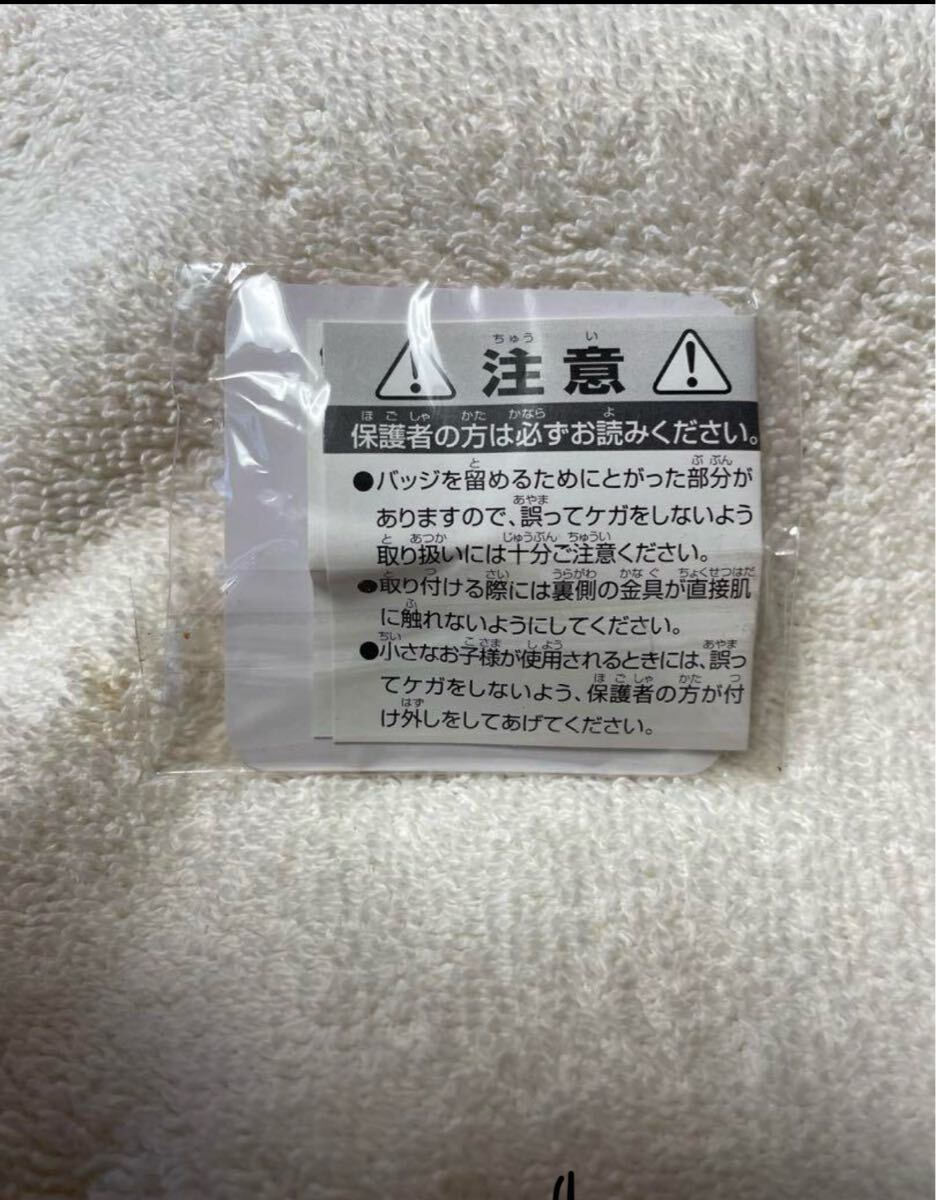 注意
保護者の方は必ずお読みください。
●バッジを留めるためにとがった部分が
ありますので、誤ってケガをしないよう
取り扱いには十分ご注意ください。
●取り付ける際には裏側の金具が直接肌
に触れないようにしてください。
●小さなお子様が使用されるときには、誤っ
てケガをしないよう、保護者の方が付
け外しをしてあげてください。